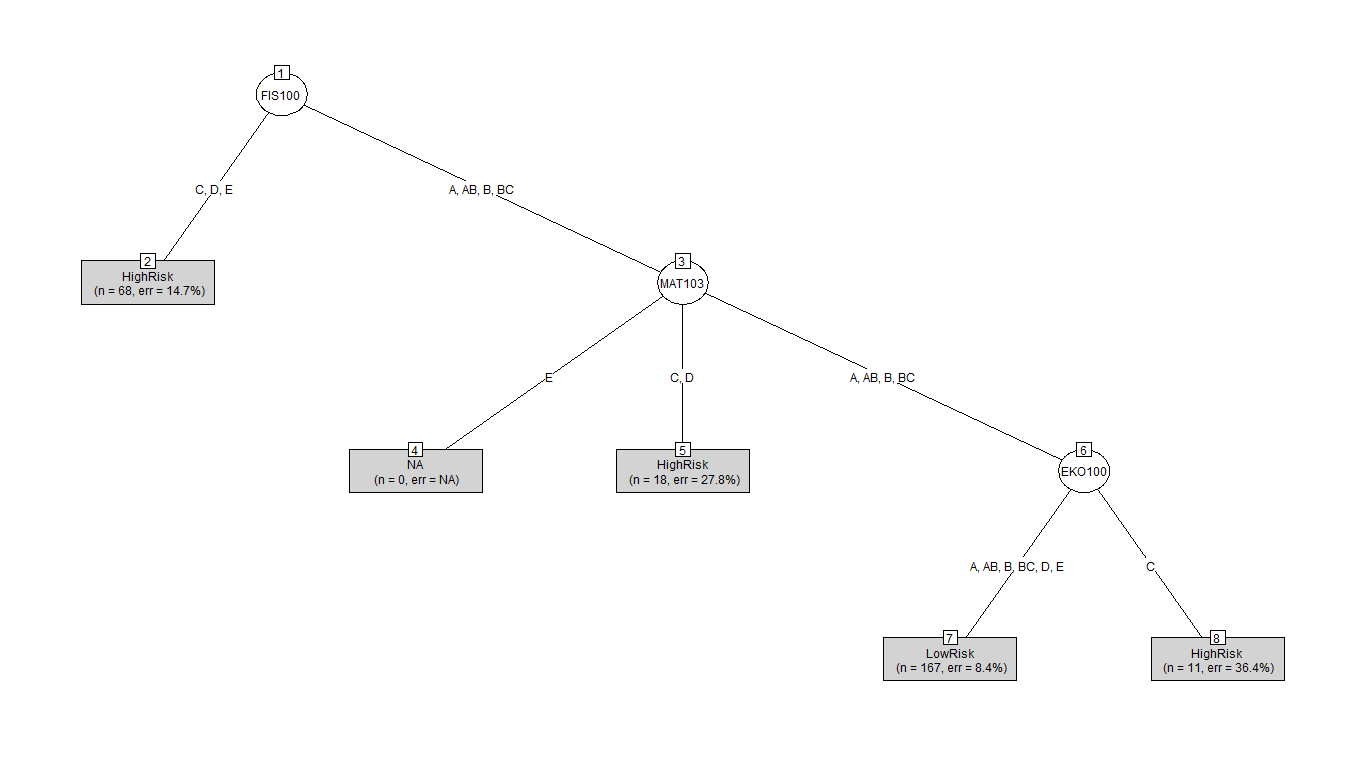 1
FIS100
C, D, E
A, AB, B, BC
2
HighRisk
(n = 68, err = 14.7%)
3
MAT103
E
C, D
A, AB, B, BC
4
NA
(n = 0, err = NA)
5
HighRisk
(n = 18, err = 27.8%)
6
EKO100
A, AB, B, BC, D, E
C
7
LowRisk
(n = 167, err = 8.4%)
8
HighRisk
(n = 11, err = 36.4%)